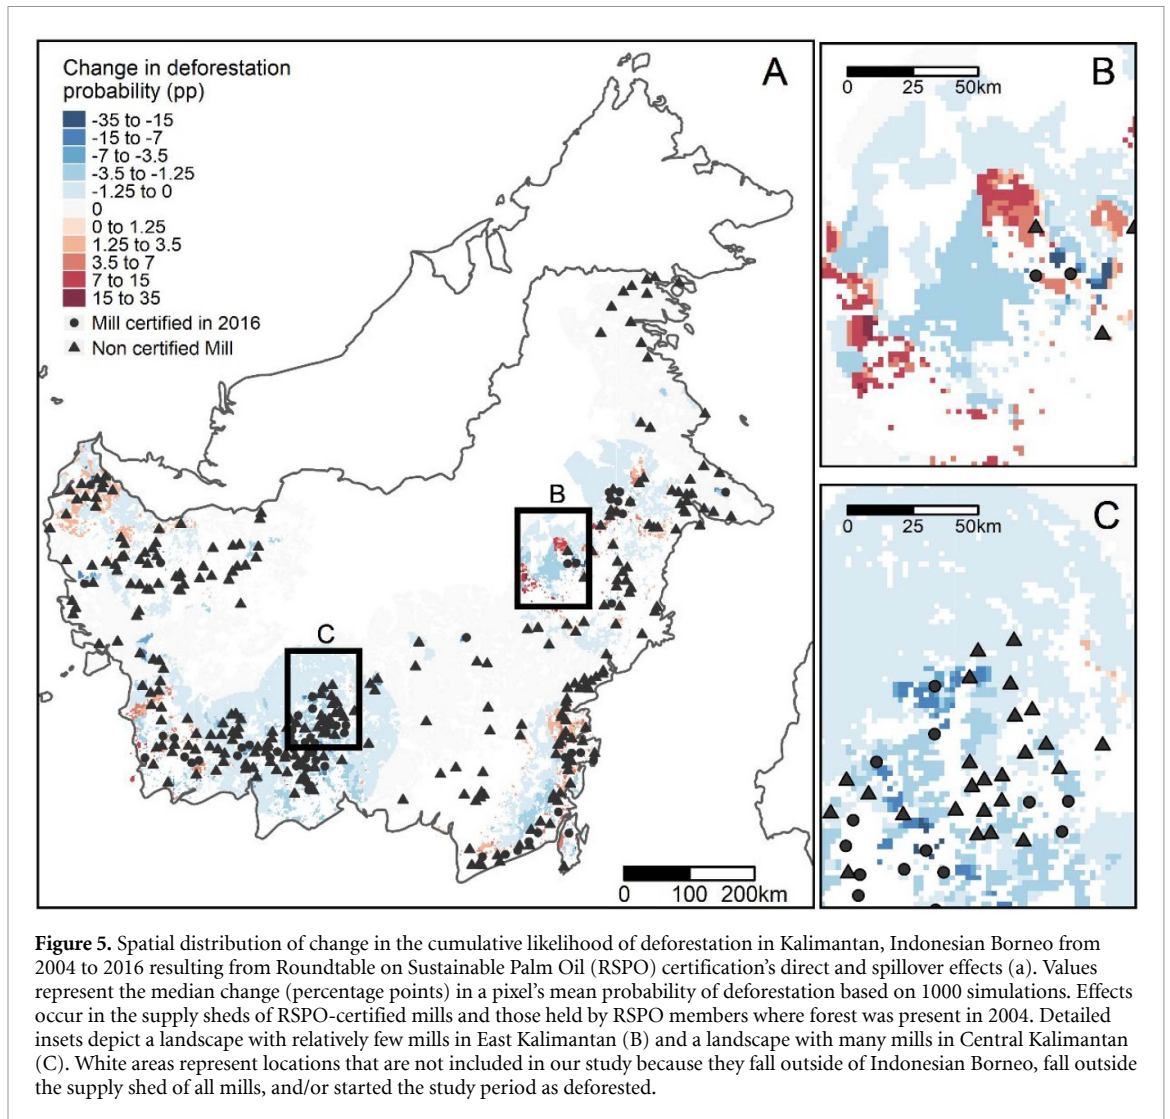 Change in deforestation
probability (pp)
-35 to -15
-15 to -7
-7 to -3.5
-3.5 to -1.25
-1.25 to 0
0
0 to 1.25
1.25 to 3.5
3.5 to 7
7 to 15
15 to 35
Mill certified in 2016
Non certified Mill
A
B
C
0 100 200km
B
0 25 50km
C
0 25 50km
Figure 5. Spatial distribution of change in the cumulative likelihood of deforestation in Kalimantan, Indonesian Borneo from
2004 to 2016 resulting from Roundtable on Sustainable Palm Oil (RSPO) certification's direct and spillover effects (a). Values
represent the median change (percentage points) in a pixel's mean probability of deforestation based on 1000 simulations. Effects
occur in the supply sheds of RSPO-certified mills and those held by RSPO members where forest was present in 2004. Detailed
insets depict a landscape with relatively few mills in East Kalimantan (B) and a landscape with many mills in Central Kalimantan
(C). White areas represent locations that are not included in our study because they fall outside of Indonesian Borneo, fall outside
the supply shed of all mills, and/or started the study period as deforested.